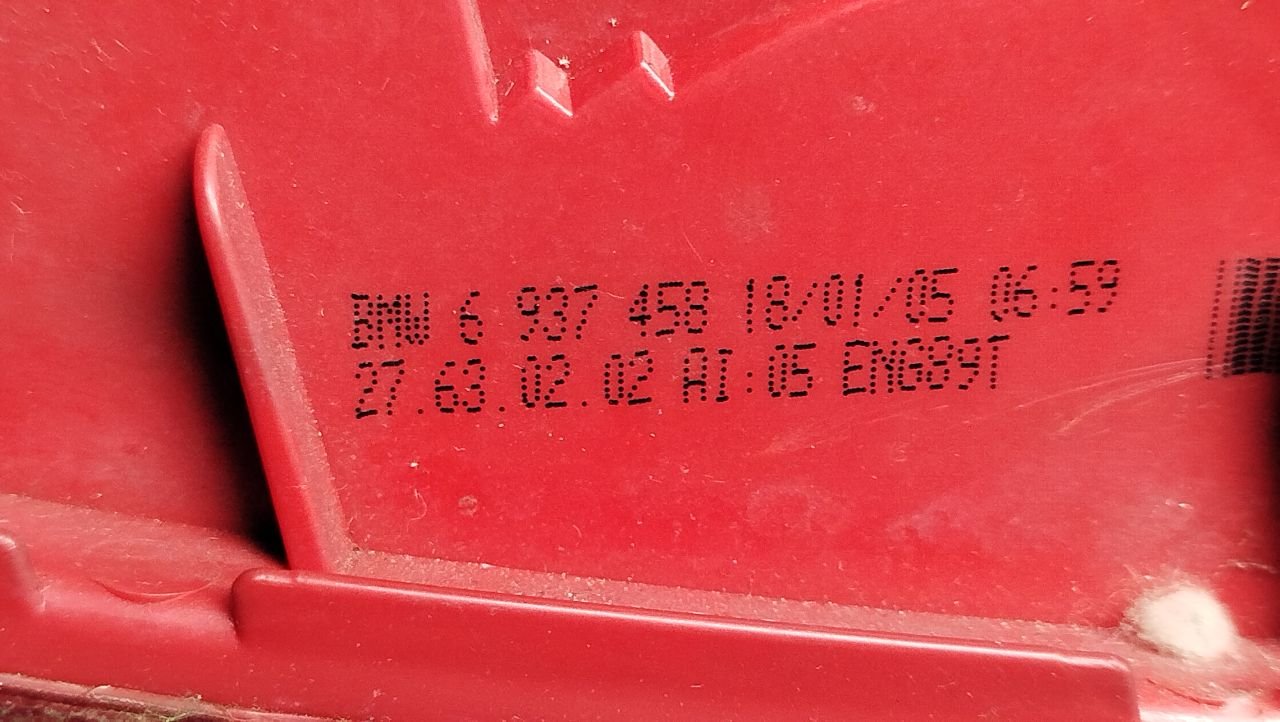 BMW 6 937 458 18/01/05 06:59
27.63.02.02 AI:05 ENG89T